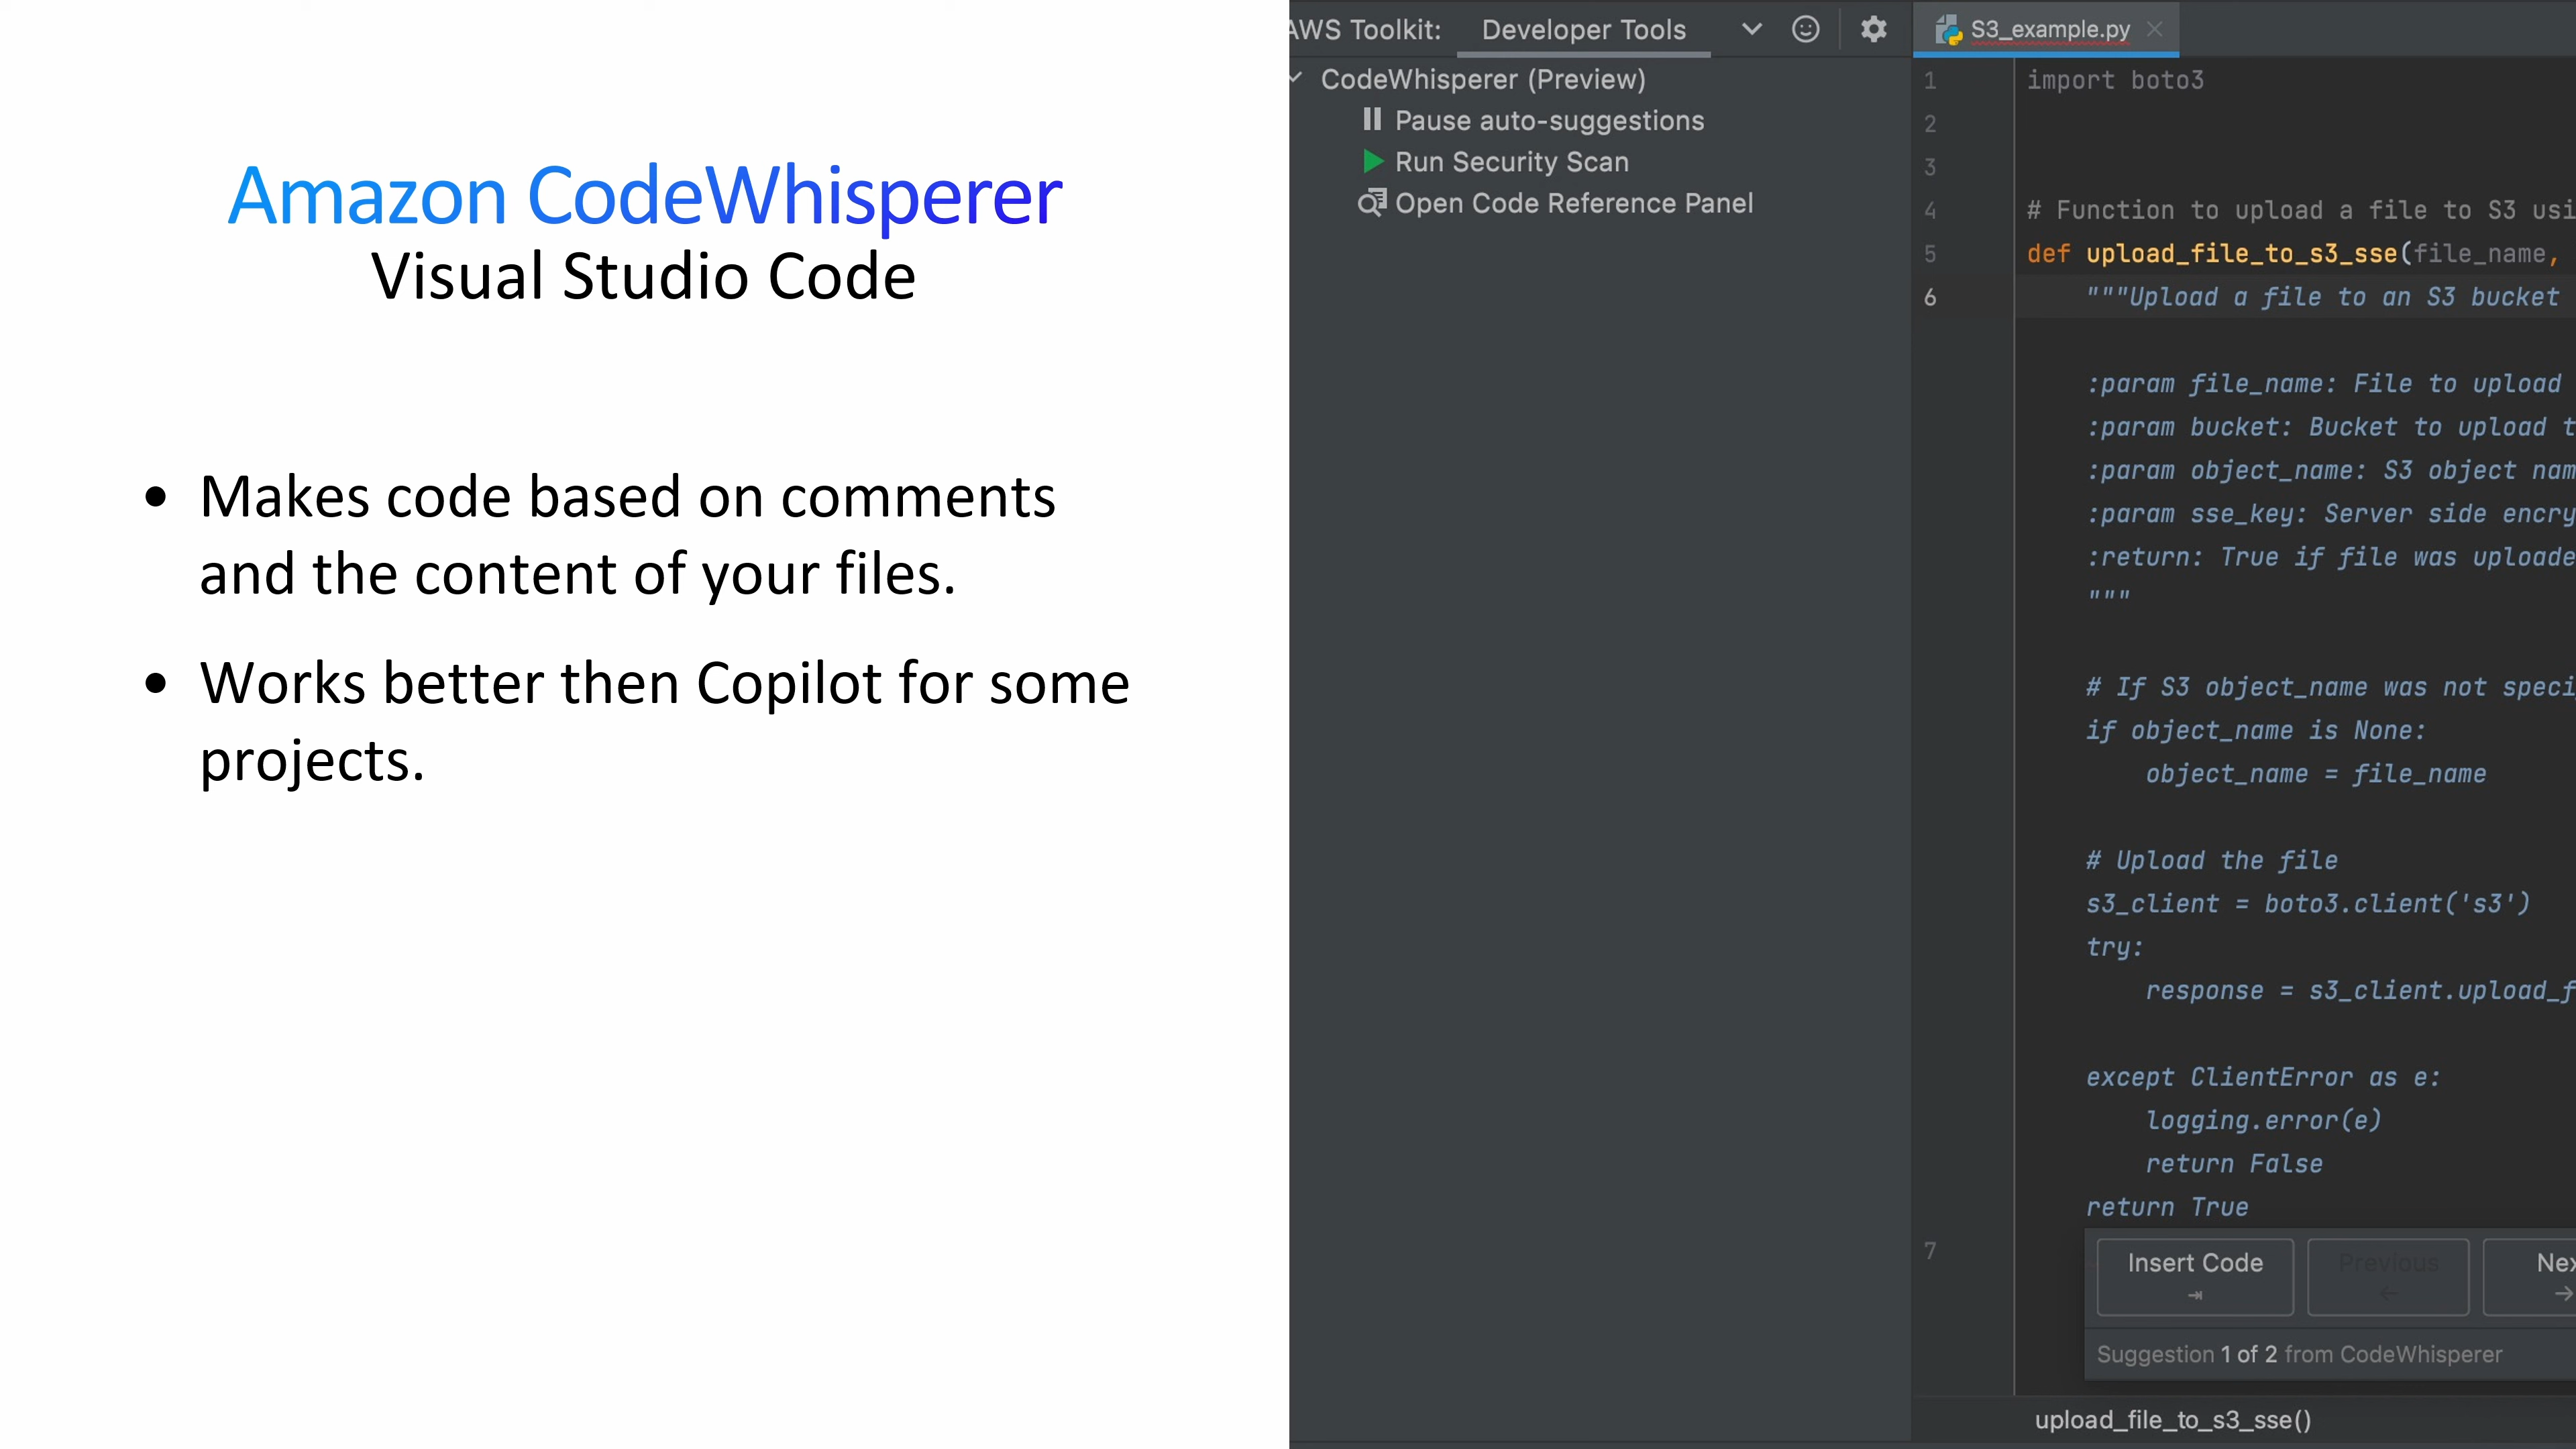 Amazon CodeWhisperer
Visual Studio Code
• Makes code based on comments
and the content of your files.
• Works better then Copilot for some
projects.
AWS Toolkit: Developer Tools
CodeWhisperer (Preview)
Pause auto-suggestions
Run Security Scan
Open Code Reference Panel
S3_example.py
1 import boto3
2
3
4 # Function to upload a file to S3 usi
5 def upload_file_to_s3_sse(file_name,
6 """Upload a file to an S3 bucket
:param file_name: File to upload
:param bucket: Bucket to upload t
:param object_name: S3 object nam
:param sse_key: Server side encry
:return: True if file was uploade
"""
# If S3 object_name was not speci
if object_name is None:
object_name = file_name
# Upload the file
s3_client = boto3.client('s3')
try:
response = s3_client.upload_f
except ClientError as e:
logging.error(e)
return False
return True
7
Insert Code Previous Nex
Suggestion 1 of 2 from CodeWhisperer
upload_file_to_s3_sse()